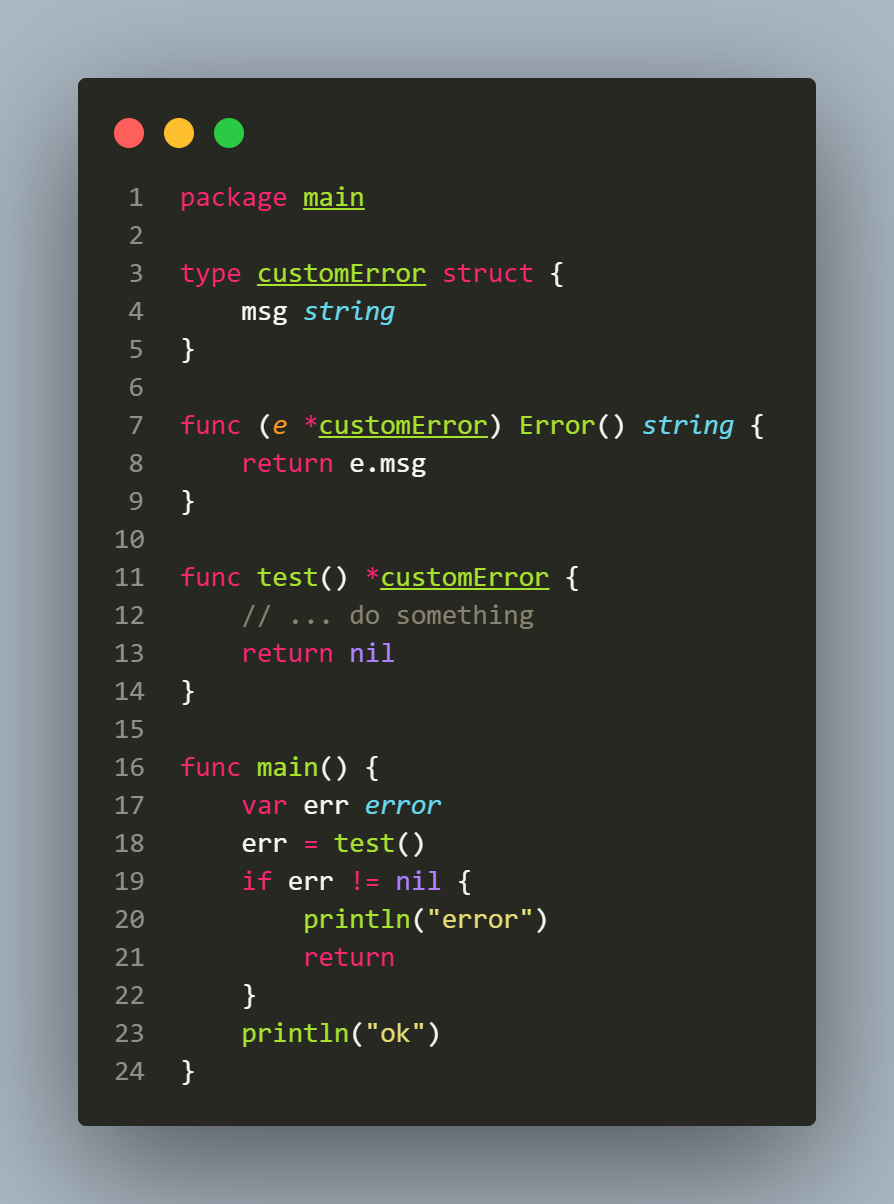 1 package main
2
3 type customError struct {
4     msg string
5 }
6
7 func (e *customError) Error() string {
8     return e.msg
9 }
10
11 func test() *customError {
12     // ... do something
13     return nil
14 }
15
16 func main() {
17     var err error
18     err = test()
19     if err != nil {
20         println("error")
21         return
22     }
23     println("ok")
24 }